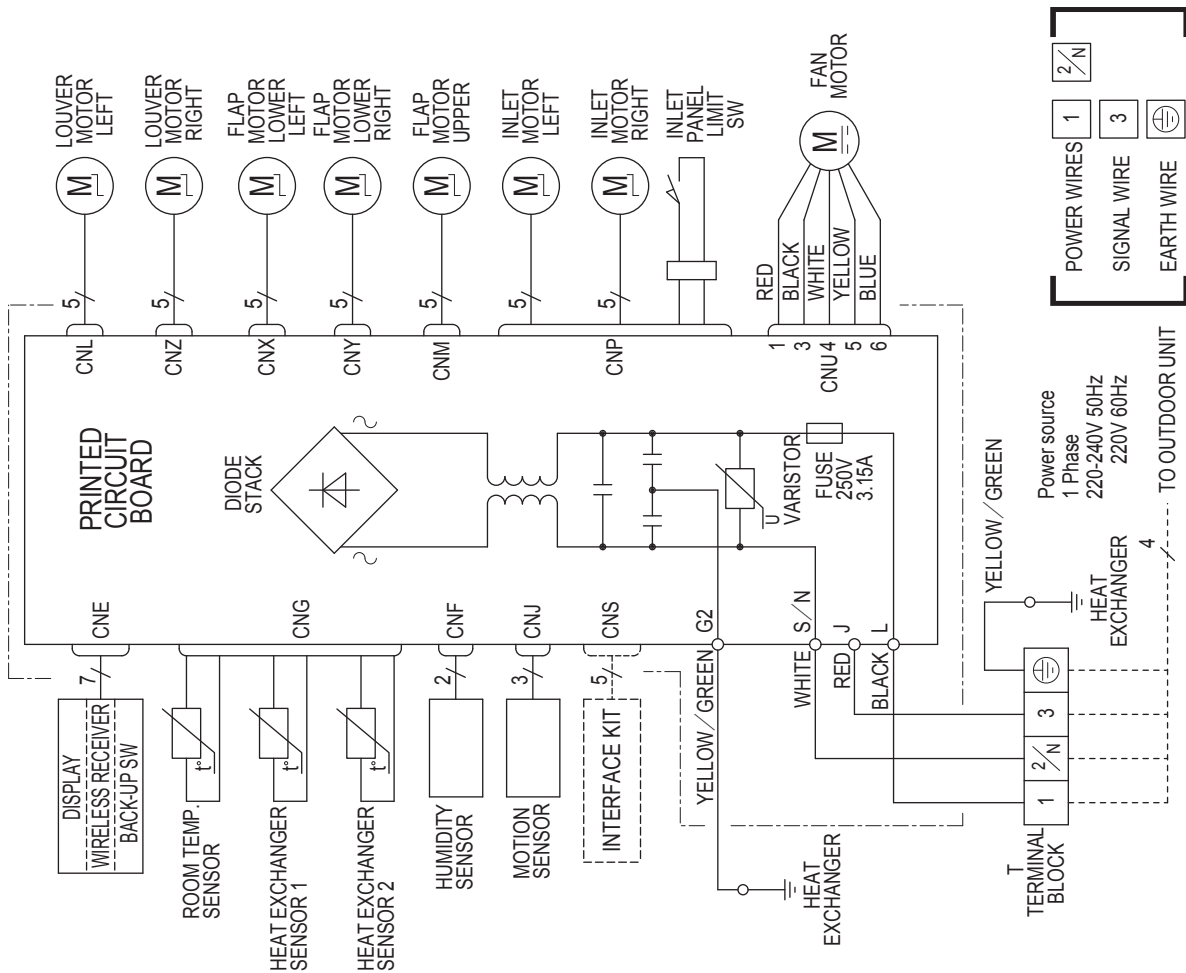 LOUVER
MOTOR
LEFT
LOUVER
MOTOR
RIGHT
FLAP
MOTOR
LOWER
LEFT
FLAP
MOTOR
LOWER
RIGHT
FLAP
MOTOR
UPPER
INLET
MOTOR
LEFT
INLET
MOTOR
RIGHT
INLET
PANEL
LIMIT
SW
FAN
MOTOR
M
M
M
M
M
M
M
M
5
5
5
5
5
5
5
RED
BLACK
WHITE
YELLOW
BLUE
CNL
CNZ
CNX
CNY
CNM
CNP
CNU
1
3
4
5
6
PRINTED
CIRCUIT
BOARD
DIODE
STACK
U
VARISTOR
FUSE
250V
3.15A
CNE
CNG
CNF
CNJ
CNS
G2
S/N
J
L
7
2
3
5
YELLOW/GREEN
WHITE
RED
BLACK
DISPLAY
WIRELESS RECEIVER
BACK-UP SW
t°
t°
t°
ROOM TEMP.
SENSOR
HEAT EXCHANGER
SENSOR 1
HEAT EXCHANGER
SENSOR 2
HUMIDITY
SENSOR
MOTION
SENSOR
INTERFACE KIT
HEAT
EXCHANGER
T
TERMINAL
BLOCK
1
2/N
3
YELLOW/GREEN
HEAT
EXCHANGER
4
TO OUTDOOR UNIT
Power source
1 Phase
220-240V 50Hz
220V 60Hz
POWER WIRES 1 2/N
SIGNAL WIRE 3
EARTH WIRE